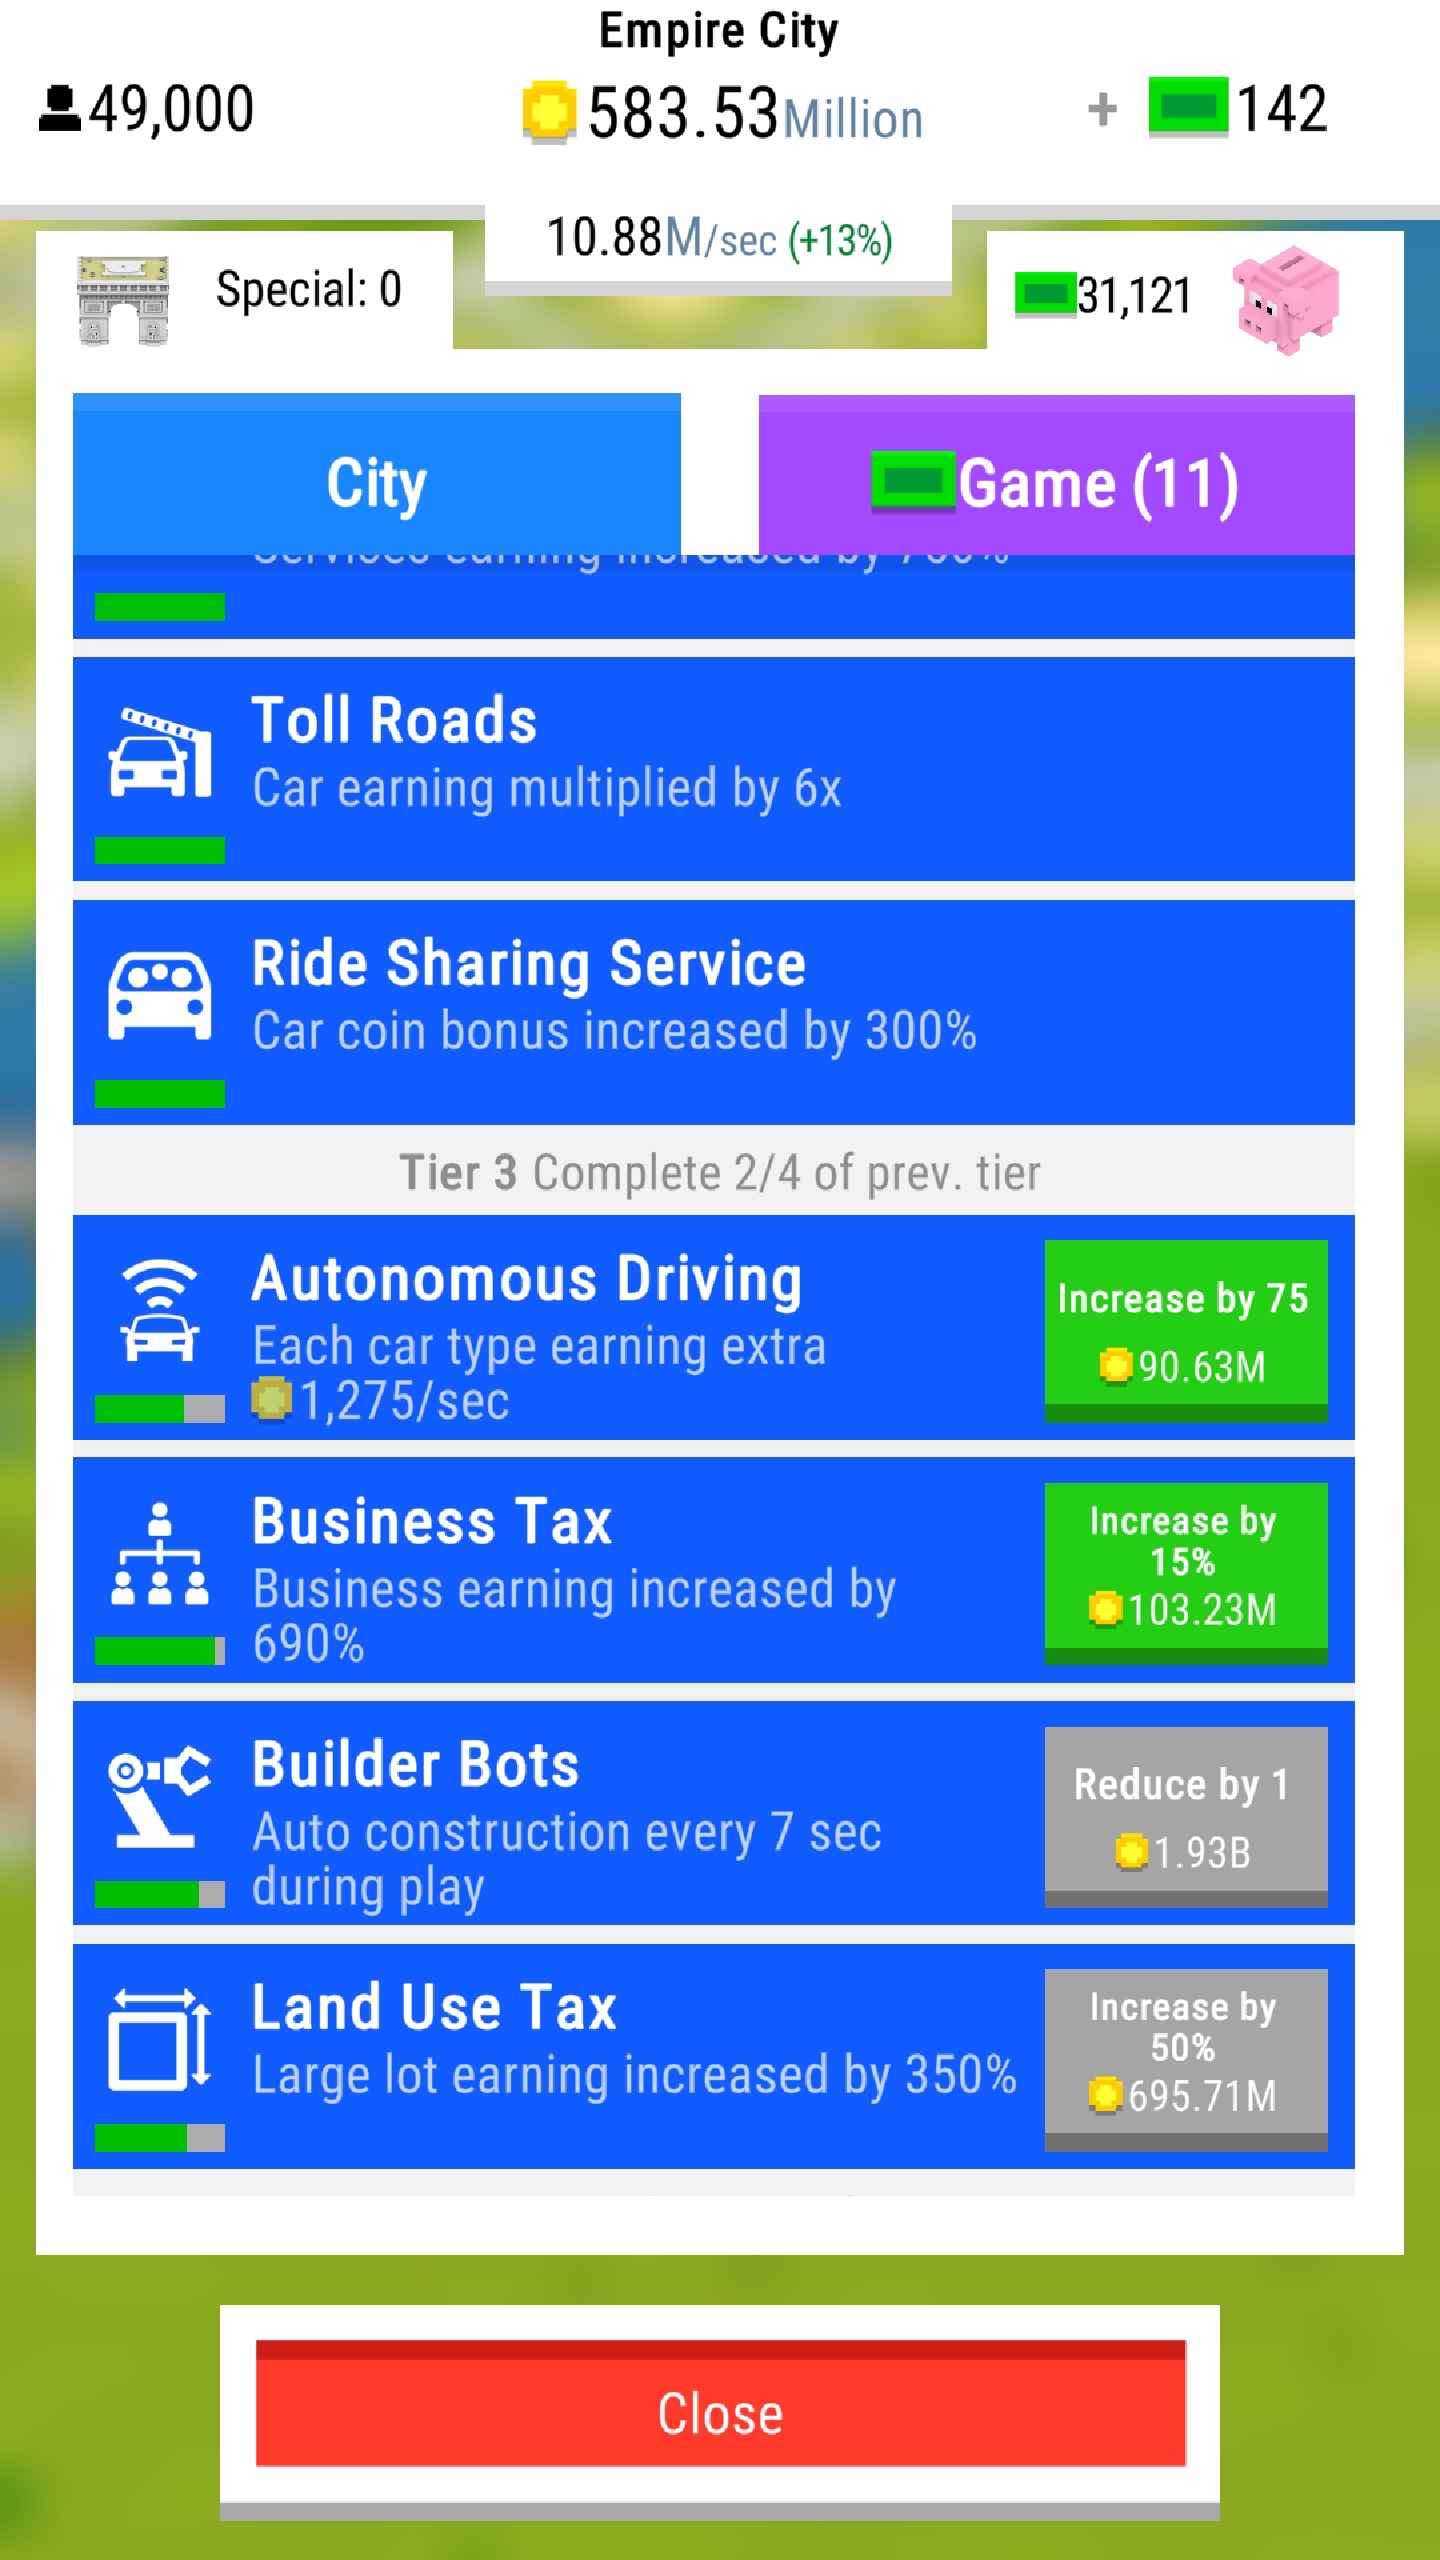 Empire City
49,000
583.53Million
+ 142
10.88M/sec (+13%)
Special: 0
31,121
City
Game (11)
Services earning increased by
Toll Roads
Car earning multiplied by 6x
Ride Sharing Service
Car coin bonus increased by 300%
Tier 3 Complete 2/4 of prev. tier
Autonomous Driving
Each car type earning extra
1,275/sec
Increase by 75
90.63M
Business Tax
Business earning increased by
690%
Increase by
15%
103.23M
Builder Bots
Auto construction every 7 sec
during play
Reduce by 1
1.93B
Land Use Tax
Large lot earning increased by 350%
Increase by
50%
695.71M
Close